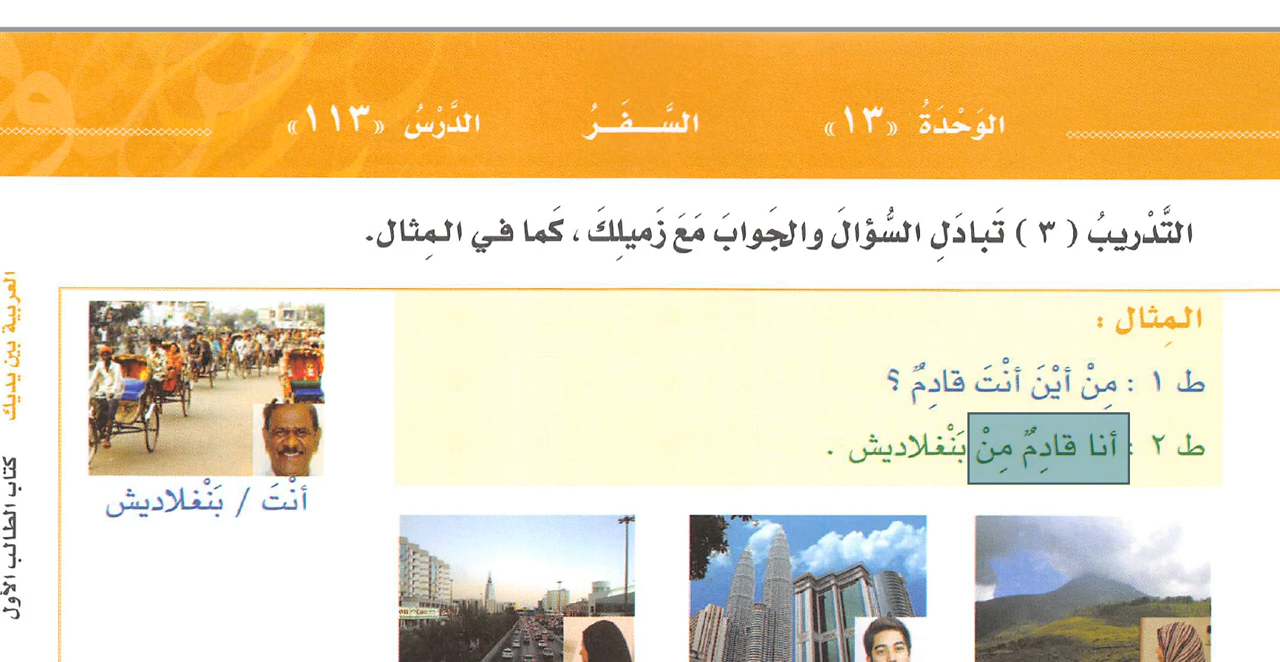 الوَحْدَةُ «١٣» السَّـــفَـرُ الدَّرْسُ «١١٣»
التَّدْريبُ ( ٣ ) تَبادَلِ السُّؤالَ والجَوابَ مَعَ زَميلِكَ ، كَما في المِثال.
المِثال :
ط ١ : مِنْ أيْنَ أنْتَ قادِمٌ ؟
ط ٢ : أنا قادِمٌ مِنْ بَنْغلاديش .
أنْتَ / بَنْغلاديش
العربية بين يديك كتاب الطالب الأول